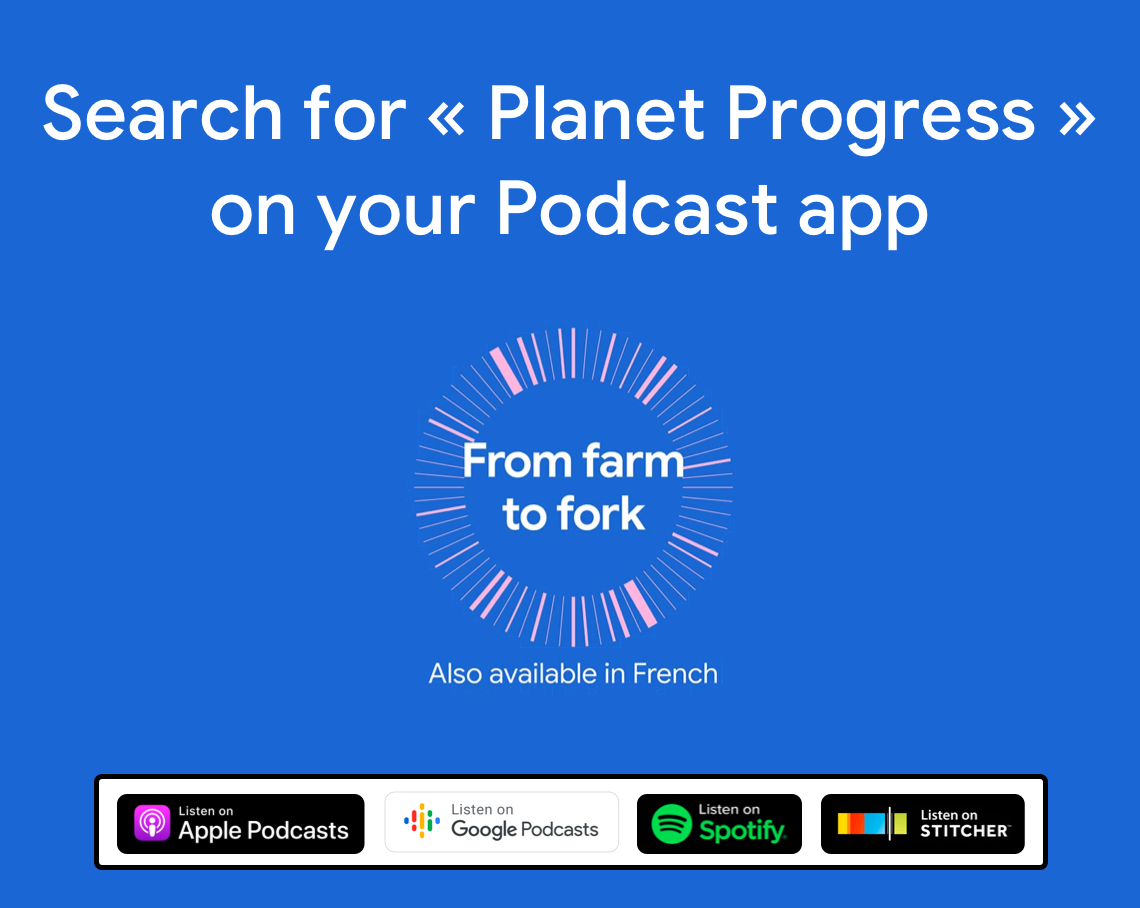 Search for « Planet Progress »
on your Podcast app
From farm
to fork
Also available in French
Listen on
Apple Podcasts
Listen on
Google Podcasts
Listen on
Spotify
Listen on
STITCHER